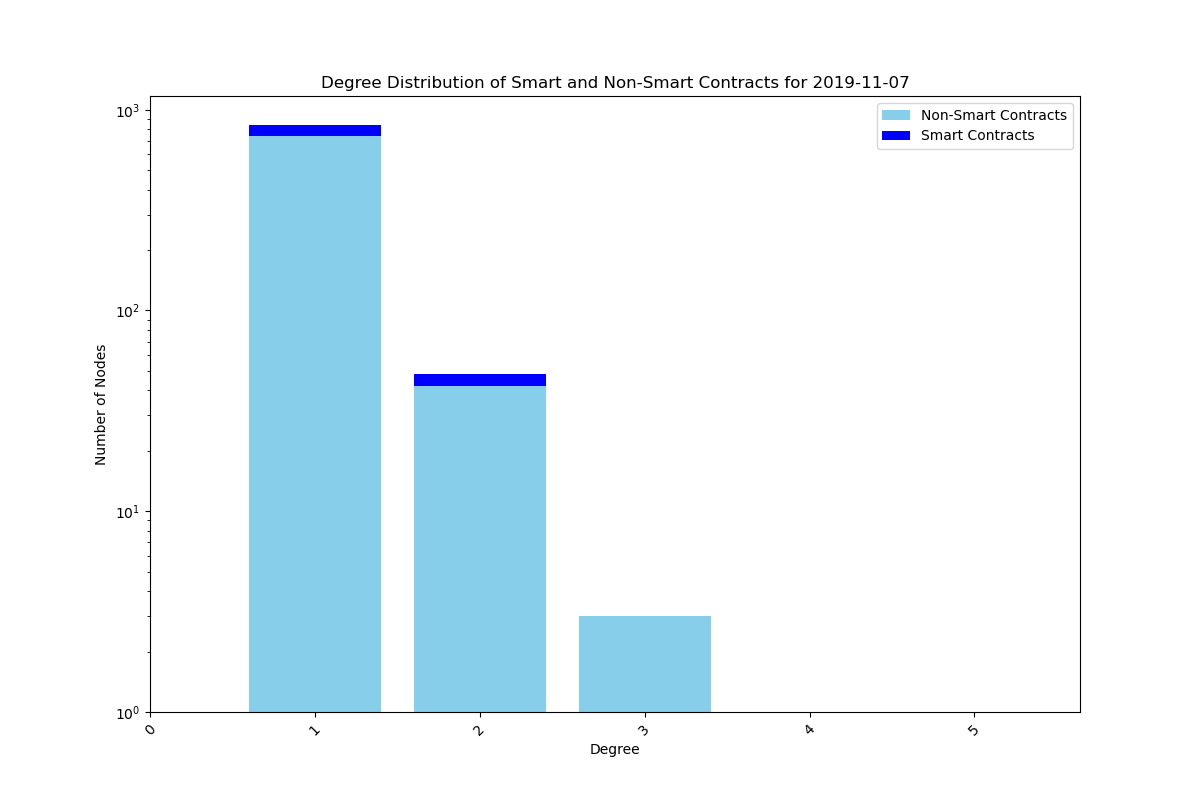 Degree Distribution of Smart and Non-Smart Contracts for 2019-11-07
Non-Smart Contracts
Smart Contracts
Number of Nodes
10³
10²
10¹
10⁰
0 1 2 3 4 5
Degree